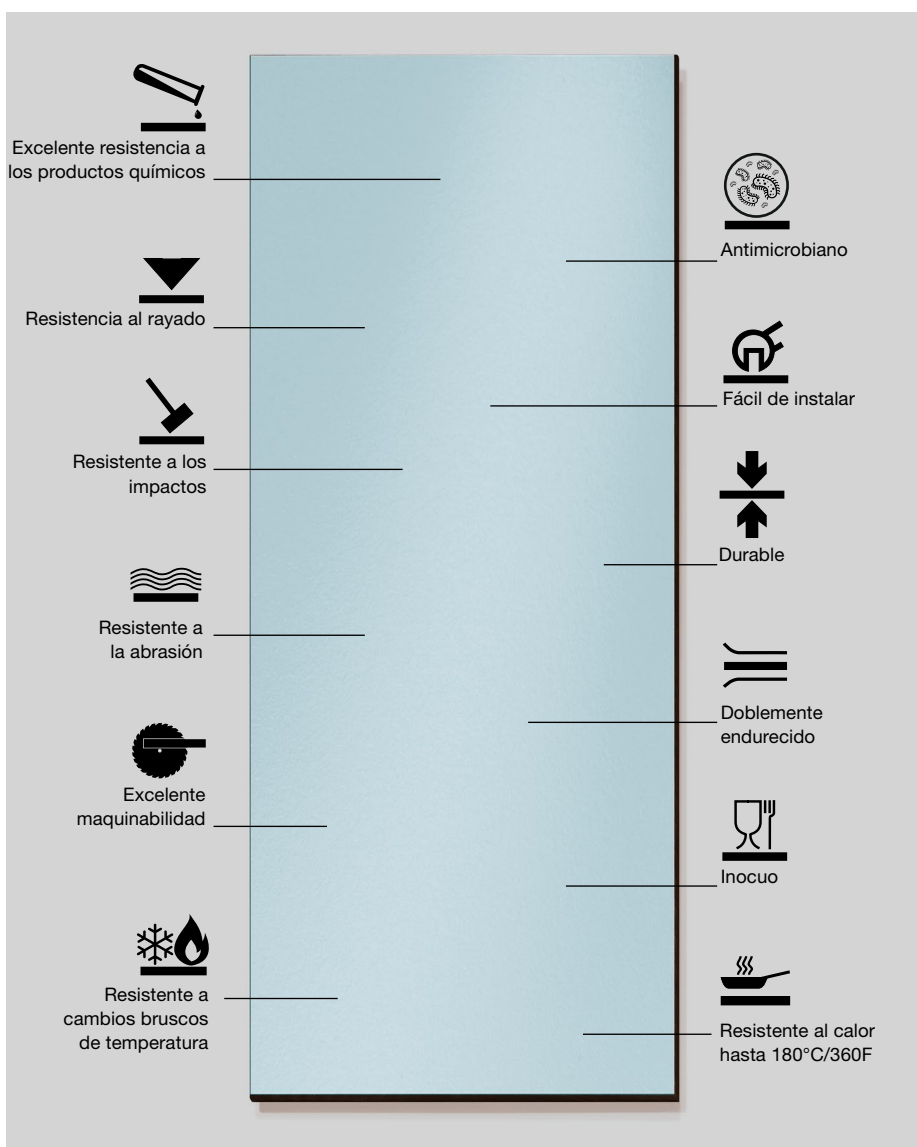 Excelente resistencia a
los productos químicos
Resistencia al rayado
Resistente a los
impactos
Resistente a
la abrasión
Excelente
maquinabilidad
Resistente a
cambios bruscos
de temperatura
Antimicrobiano
Fácil de instalar
Durable
Doblemente
endurecido
Inocuo
Resistente al calor
hasta 180°C/360F